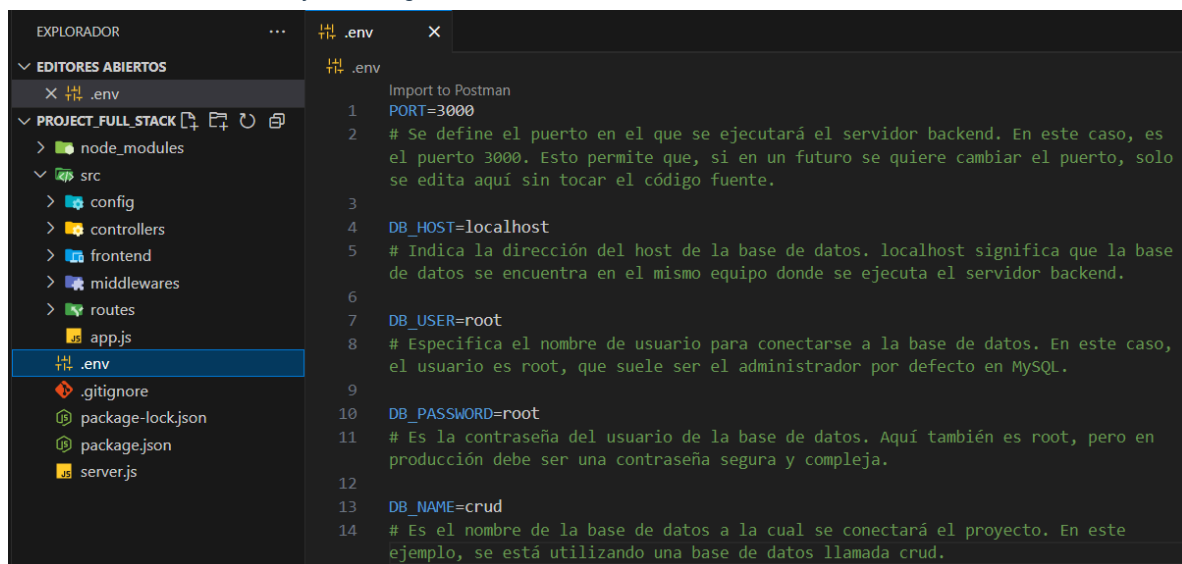 EXPLORADOR
...
EDITORES ABIERTOS
.env
PROJECT_FULL_STACK
node_modules
src
config
controllers
frontend
middlewares
routes
app.js
.env
.gitignore
package-lock.json
package.json
server.js
.env
.env
Import to Postman
1 PORT=3000
2 # Se define el puerto en el que se ejecutará el servidor backend. En este caso, es
el puerto 3000. Esto permite que, si en un futuro se quiere cambiar el puerto, solo
se edita aquí sin tocar el código fuente.
3
4 DB_HOST=localhost
5 # Indica la dirección del host de la base de datos. localhost significa que la base
de datos se encuentra en el mismo equipo donde se ejecuta el servidor backend.
6
7 DB_USER=root
8 # Especifica el nombre de usuario para conectarse a la base de datos. En este caso,
el usuario es root, que suele ser el administrador por defecto en MySQL.
9
10 DB_PASSWORD=root
11 # Es la contraseña del usuario de la base de datos. Aquí también es root, pero en
producción debe ser una contraseña segura y compleja.
12
13 DB_NAME=crud
14 # Es el nombre de la base de datos a la cual se conectará el proyecto. En este
ejemplo, se está utilizando una base de datos llamada crud.